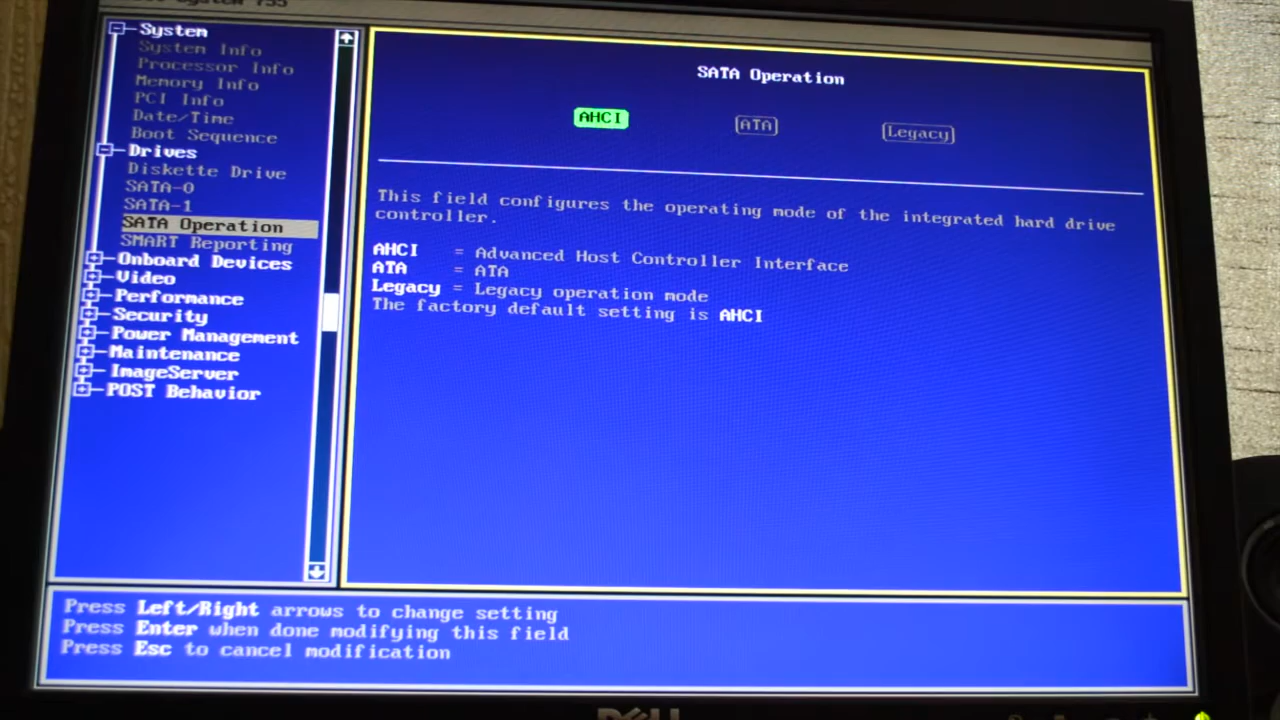 System
System Info
Processor Info
Memory Info
PCI Info
Date/Time
Boot Sequence
Drives
Diskette Drive
SATA-0
SATA-1
SATA Operation
SMART Reporting
Onboard Devices
Video
Performance
Security
Power Management
Maintenance
ImageServer
POST Behavior
SATA Operation
AHCI ATA Legacy
This field configures the operating mode of the integrated hard drive
controller.
AHCI = Advanced Host Controller Interface
ATA = ATA
Legacy = Legacy operation mode
The factory default setting is AHCI
Press Left/Right arrows to change setting
Press Enter when done modifying this field
Press Esc to cancel modification
DELL